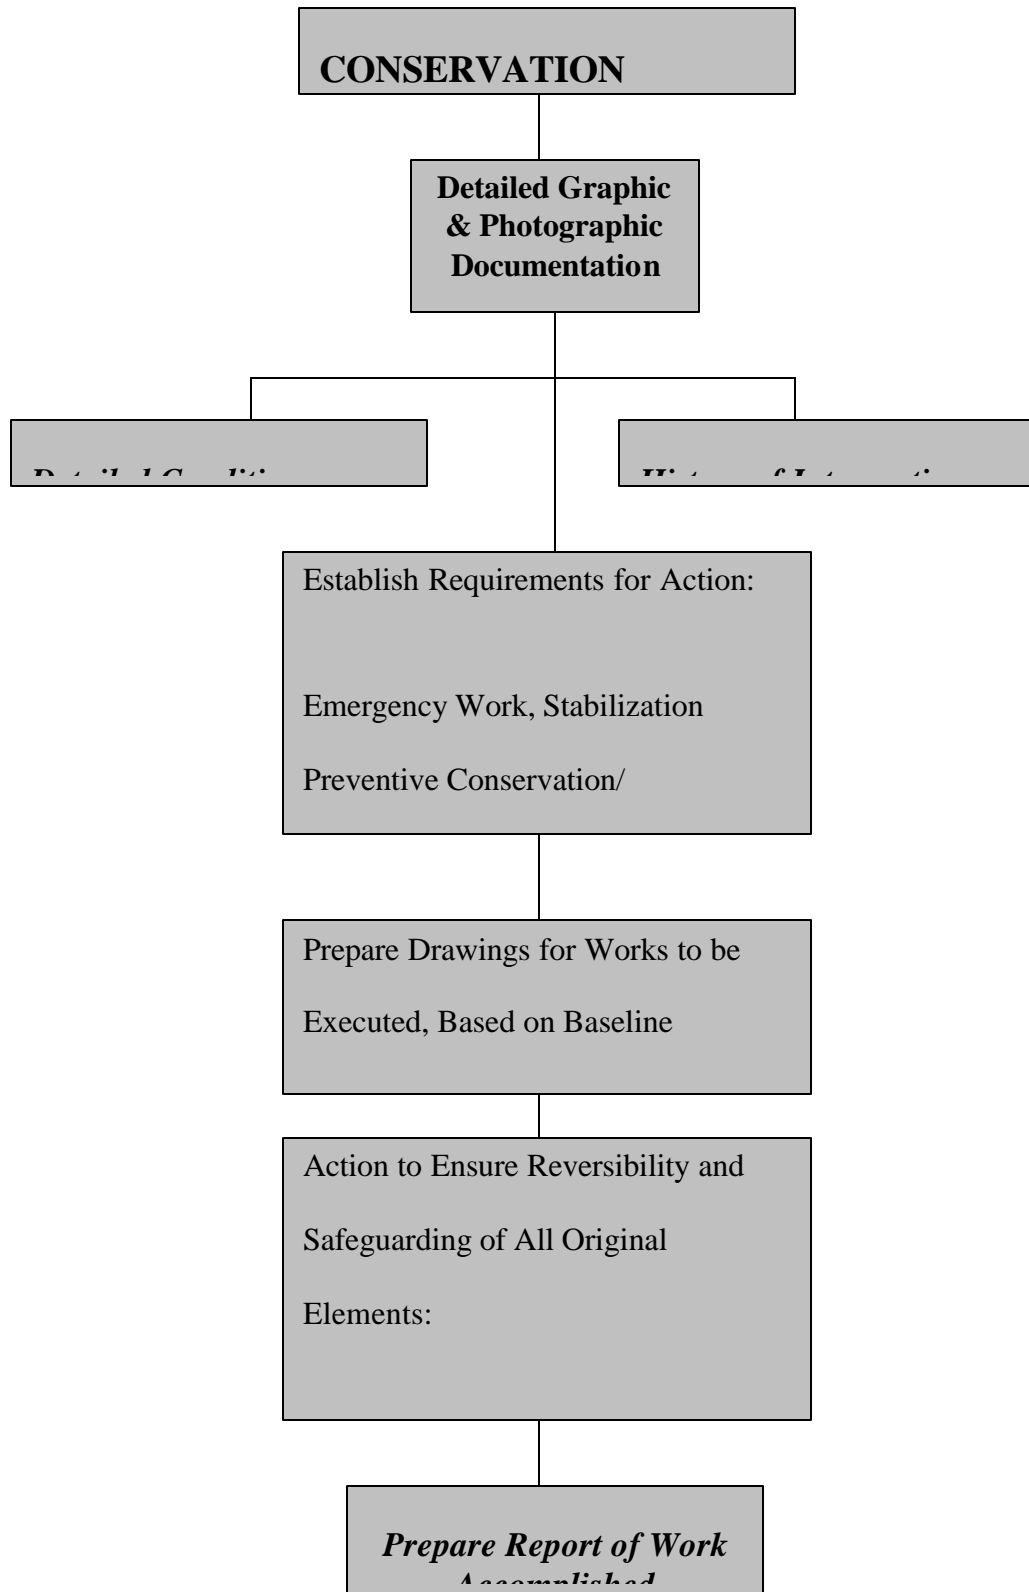 CONSERVATION
Detailed Graphic
& Photographic
Documentation
Establish Requirements for Action:
Emergency Work, Stabilization
Preventive Conservation/
Prepare Drawings for Works to be
Executed, Based on Baseline
Action to Ensure Reversibility and
Safeguarding of All Original
Elements:
Prepare Report of Work
Accomplished